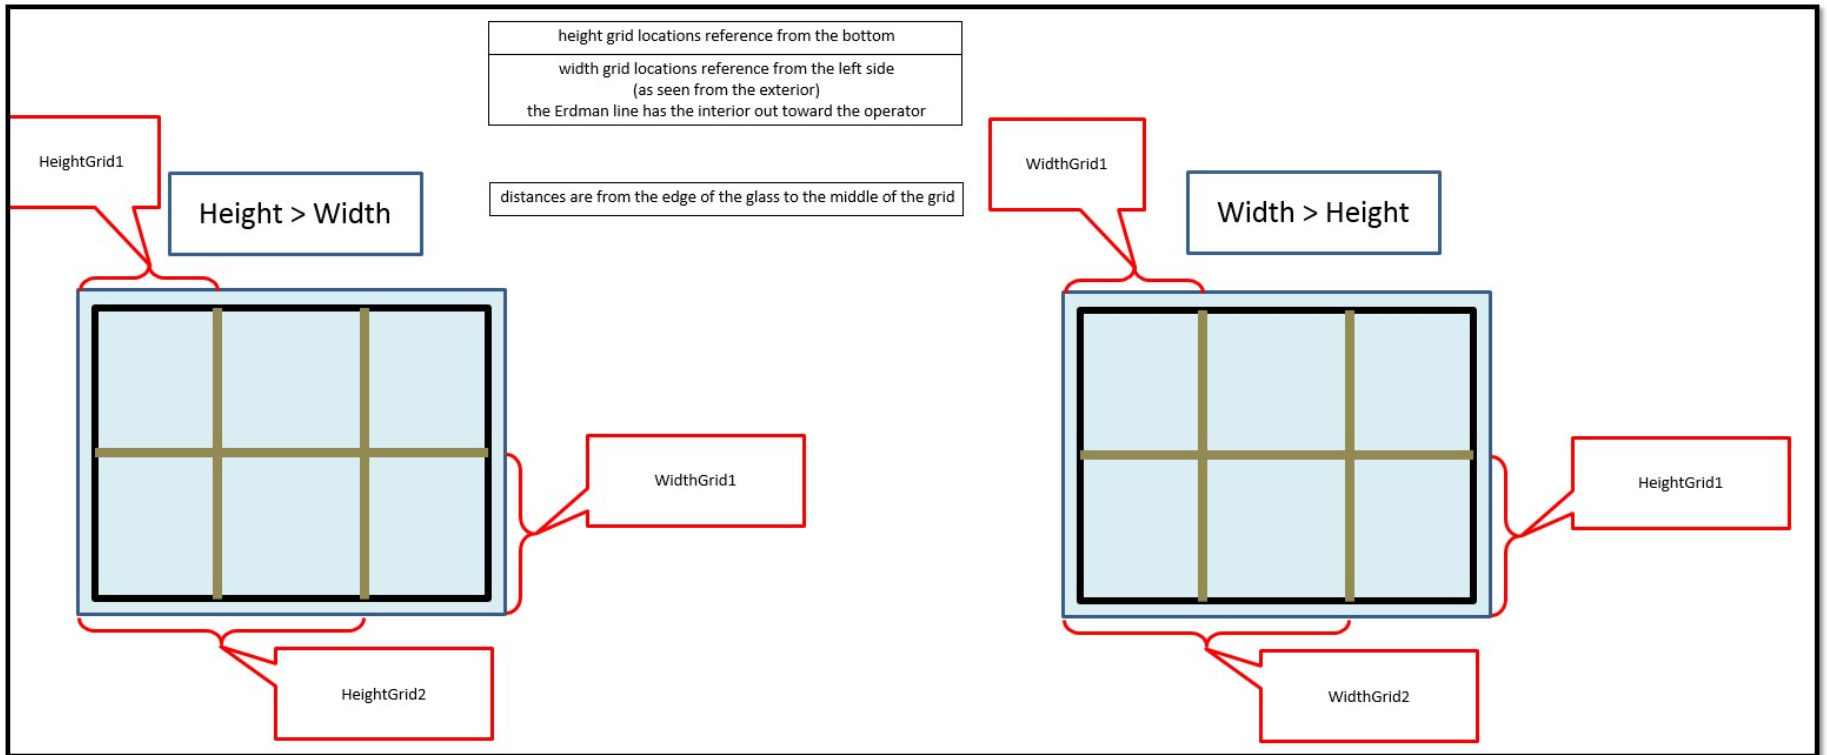 height grid locations reference from the bottom
width grid locations reference from the left side
(as seen from the exterior)
the Erdman line has the interior out toward the operator
distances are from the edge of the glass to the middle of the grid
HeightGrid1
Height > Width
WidthGrid1
HeightGrid2
WidthGrid1
Width > Height
HeightGrid1
WidthGrid2